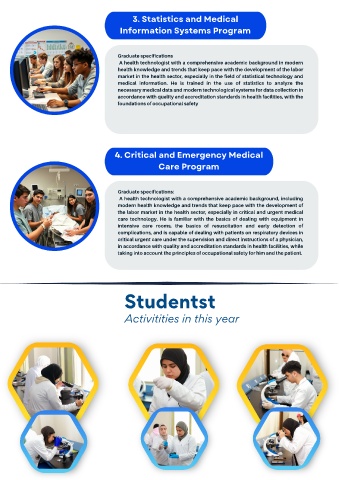 3. Statistics and Medical
Information Systems Program
Graduate specifications
A health technologist with a comprehensive academic background in modern
health knowledge and trends that keep pace with the development of the labor
market in the health sector, especially in the field of statistical technology and
medical information. He is trained in the use of statistics to analyze the
necessary medical data and modern technological systems for data collection in
accordance with quality and accreditation standards in health facilities, with the
foundations of occupational safety
4. Critical and Emergency Medical
Care Program
Graduate specifications:
A health technologist with a comprehensive academic background, including
modern health knowledge and trends that keep pace with the development of
the labor market in the health sector, especially in critical and urgent medical
care technology. He is familiar with the basics of dealing with equipment in
intensive care rooms, the basics of resuscitation and early detection of
complications, and is capable of dealing with patients on respiratory devices in
critical urgent care under the supervision and direct instructions of a physician,
in accordance with quality and accreditation standards in health facilities, while
taking into account the principles of occupational safety for him and the patient.
Studentst
Activitities in this year